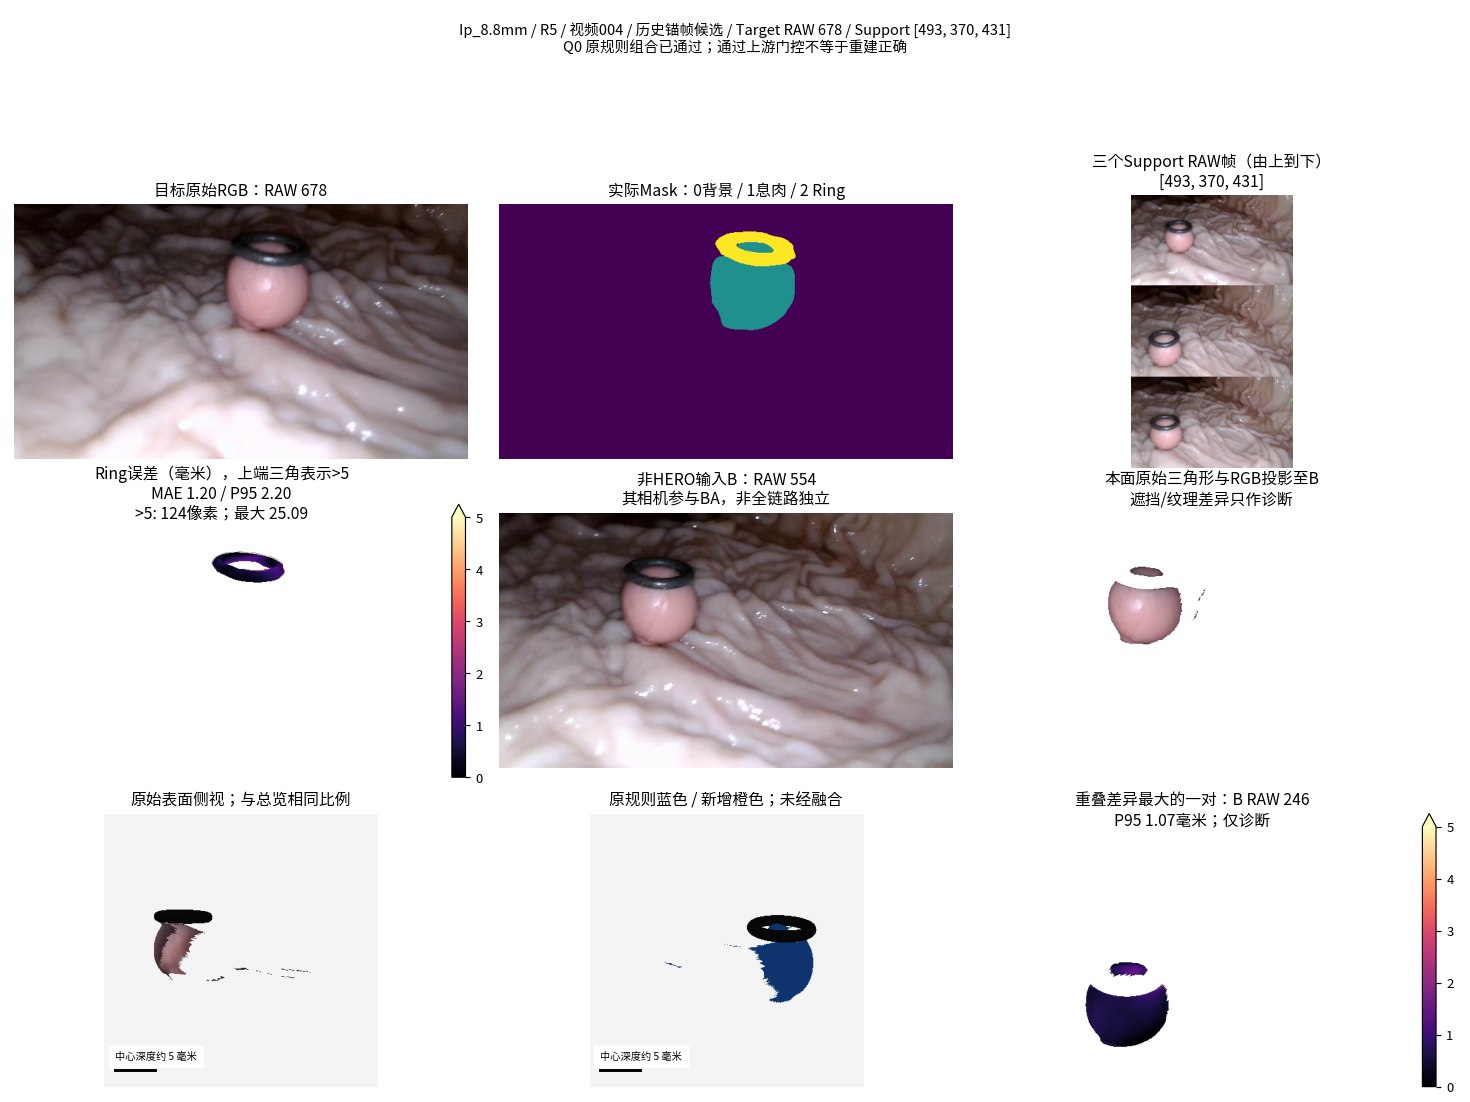 Ip_8.8mm / R5 / 视频004 / 历史锚帧候选 / Target RAW 678 / Support [493, 370, 431]
Q0 原规则组合已通过；通过上游门控不等于重建正确
目标原始RGB：RAW 678
实际Mask：0背景 / 1息肉 / 2 Ring
三个Support RAW帧（由上到下）
[493, 370, 431]
Ring误差（毫米），上端三角表示>5
MAE 1.20 / P95 2.20
>5: 124像素；最大 25.09
5
4
3
2
1
0
非HERO输入B：RAW 554
其相机参与BA，非全链路独立
本面原始三角形与RGB投影至B
遮挡/纹理差异只作诊断
原始表面侧视；与总览相同比例
中心深度约 5 毫米
原规则蓝色 / 新增橙色；未经融合
中心深度约 5 毫米
重叠差异最大的一对：B RAW 246
P95 1.07毫米；仅诊断
5
4
3
2
1
0